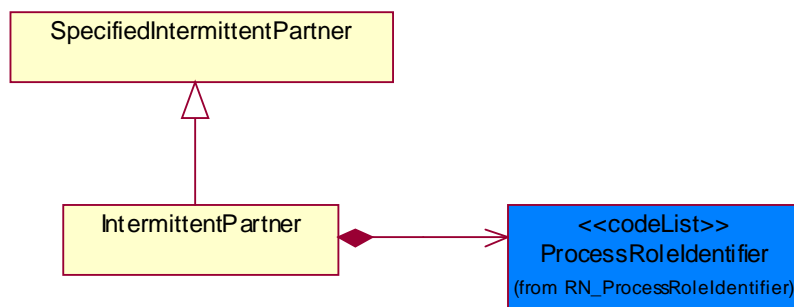 SpecifiedIntermittentPartner
IntermittentPartner
<<codeList>>
ProcessRoleIdentifier
(from RN_ProcessRoleIdentifier)